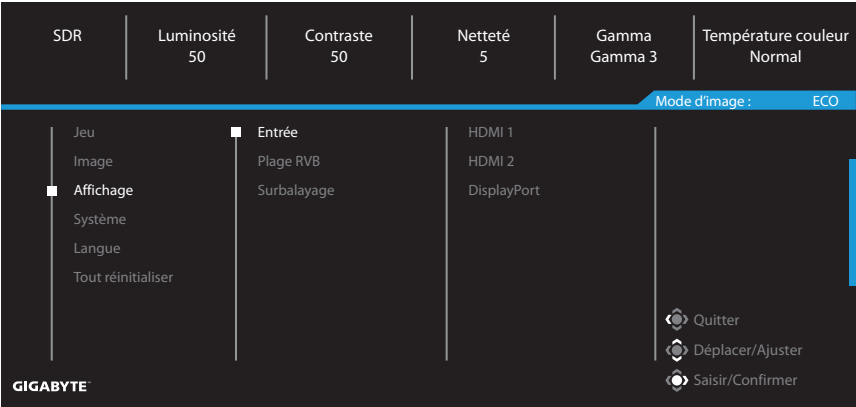 SDR
Luminosité
50
Contraste
50
Netteté
5
Gamma
Gamma 3
Température couleur
Normal
Mode d'image : ECO
Jeu
Image
Affichage
Système
Langue
Tout réinitialiser
Entrée
Plage RVB
Surbalayage
HDMI 1
HDMI 2
DisplayPort
Quitter
Déplacer/Ajuster
Saisir/Confirmer
GIGABYTE™